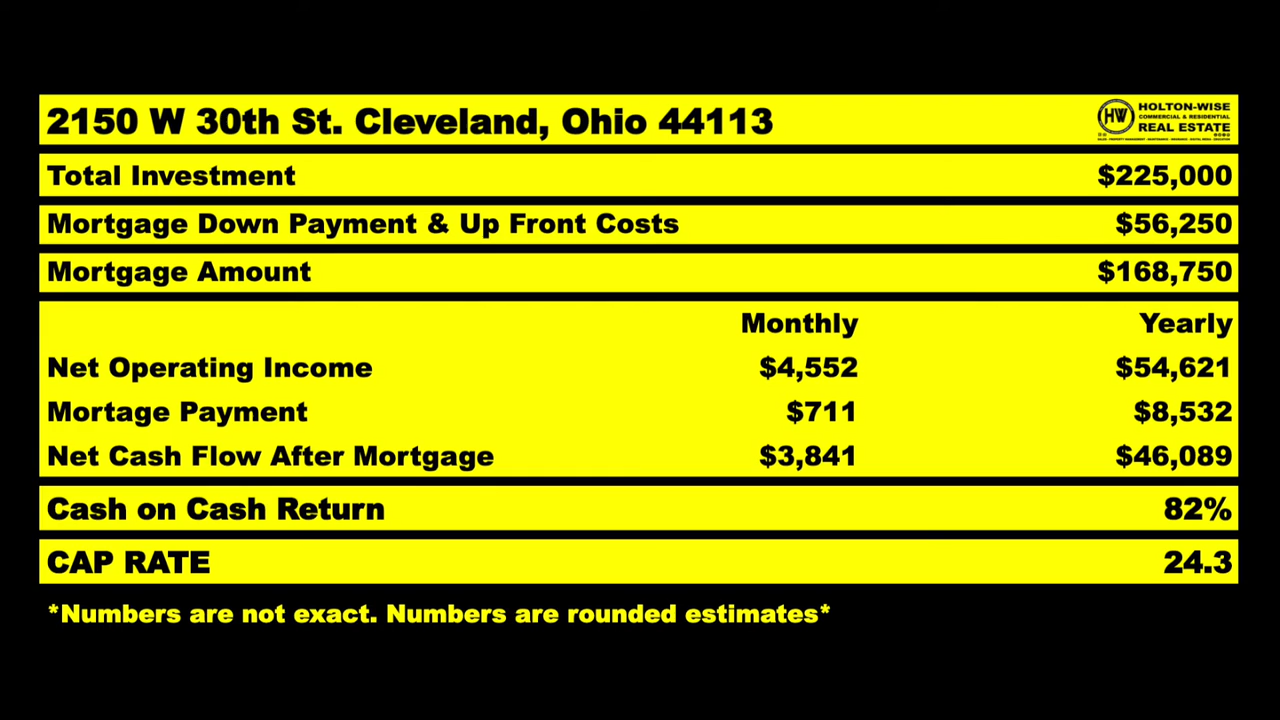 2150 W 30th St. Cleveland, Ohio 44113
HW
HOLTON-WISE
COMMERCIAL & RESIDENTIAL
REAL ESTATE
Total Investment $225,000
Mortgage Down Payment & Up Front Costs $56,250
Mortgage Amount $168,750
Monthly Yearly
Net Operating Income $4,552 $54,621
Mortage Payment $711 $8,532
Net Cash Flow After Mortgage $3,841 $46,089
Cash on Cash Return 82%
CAP RATE 24.3
*Numbers are not exact. Numbers are rounded estimates*